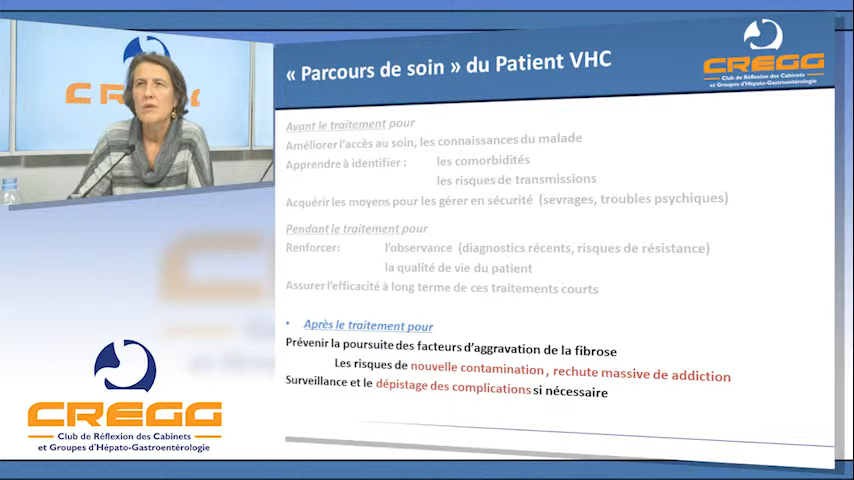 « Parcours de soin » du Patient VHC
CREGG
Club de Réflexion des Cabinets
et Groupes d'Hépato-Gastroentérologie
Avant le traitement pour
Améliorer l'accès au soin, les connaissances du malade
Apprendre à identifier : les comorbidités
les risques de transmissions
Acquérir les moyens pour les gérer en sécurité (sevrages, troubles psychiques)
Pendant le traitement pour
Renforcer: l'observance (diagnostics récents, risques de résistance)
la qualité de vie du patient
Assurer l'efficacité à long terme de ces traitements courts
• Après le traitement pour
Prévenir la poursuite des facteurs d'aggravation de la fibrose
Les risques de nouvelle contamination , rechute massive de addiction
Surveillance et le dépistage des complications si nécessaire
CREGG
Club de Réflexion des Cabinets
et Groupes d'Hépato-Gastroentérologie